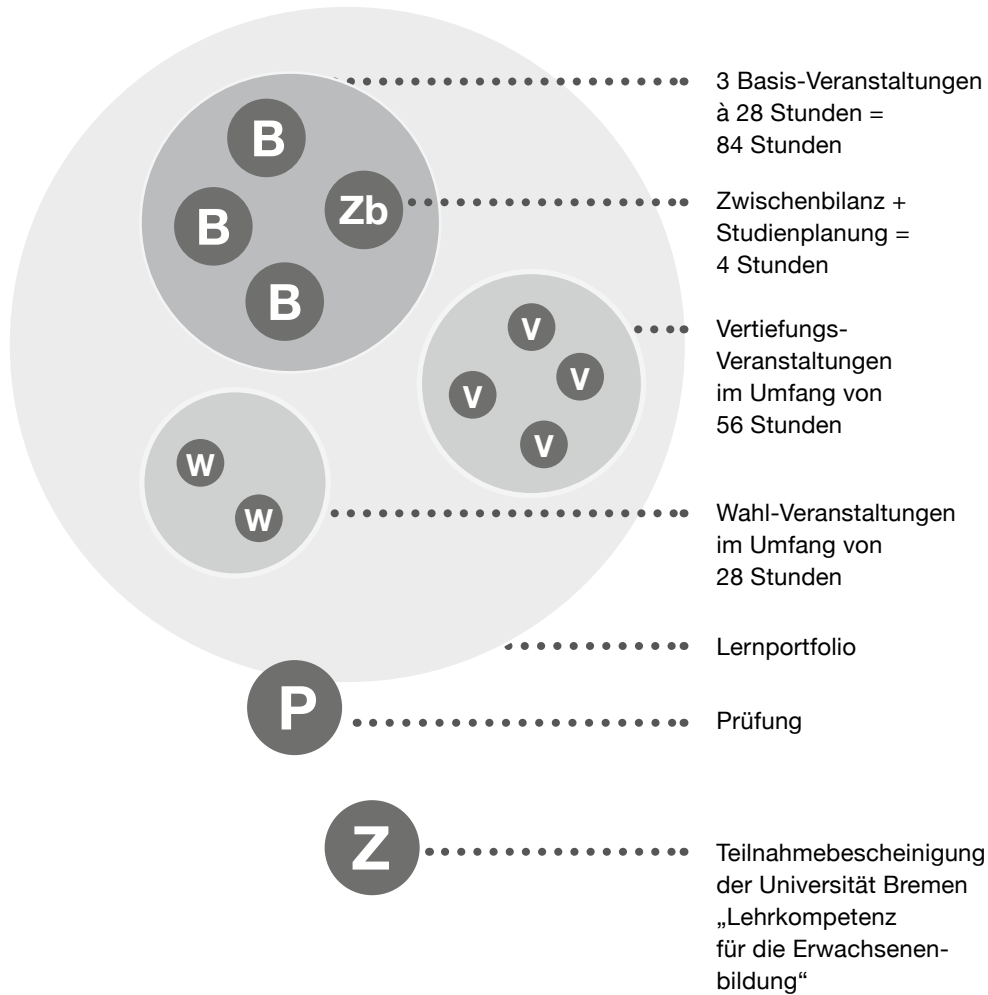 B
B
Zb
B
V
V
V
V
W
W
P
Z
3 Basis-Veranstaltungen
à 28 Stunden =
84 Stunden
Zwischenbilanz +
Studienplanung =
4 Stunden
Vertiefungs-
Veranstaltungen
im Umfang von
56 Stunden
Wahl-Veranstaltungen
im Umfang von
28 Stunden
Lernportfolio
Prüfung
Teilnahmebescheinigung
der Universität Bremen
„Lehrkompetenz
für die Erwachsenen-
bildung“